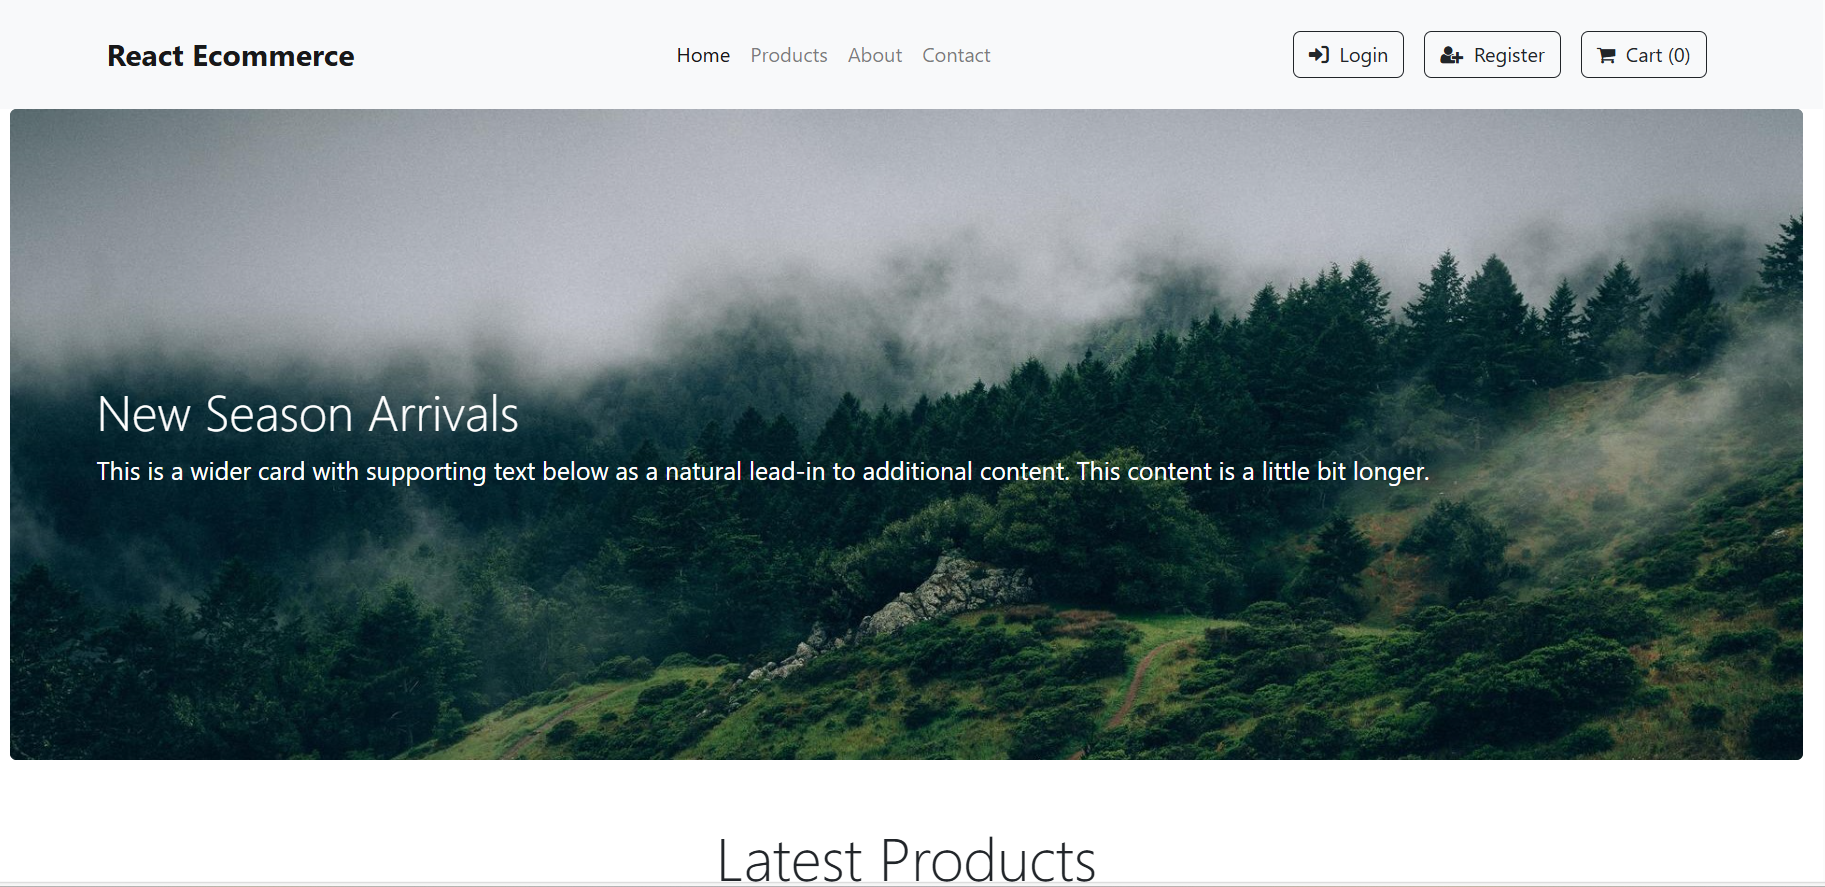 React Ecommerce
Home Products About Contact
Login Register Cart (0)
New Season Arrivals
This is a wider card with supporting text below as a natural lead-in to additional content. This content is a little bit longer.
Latest Products